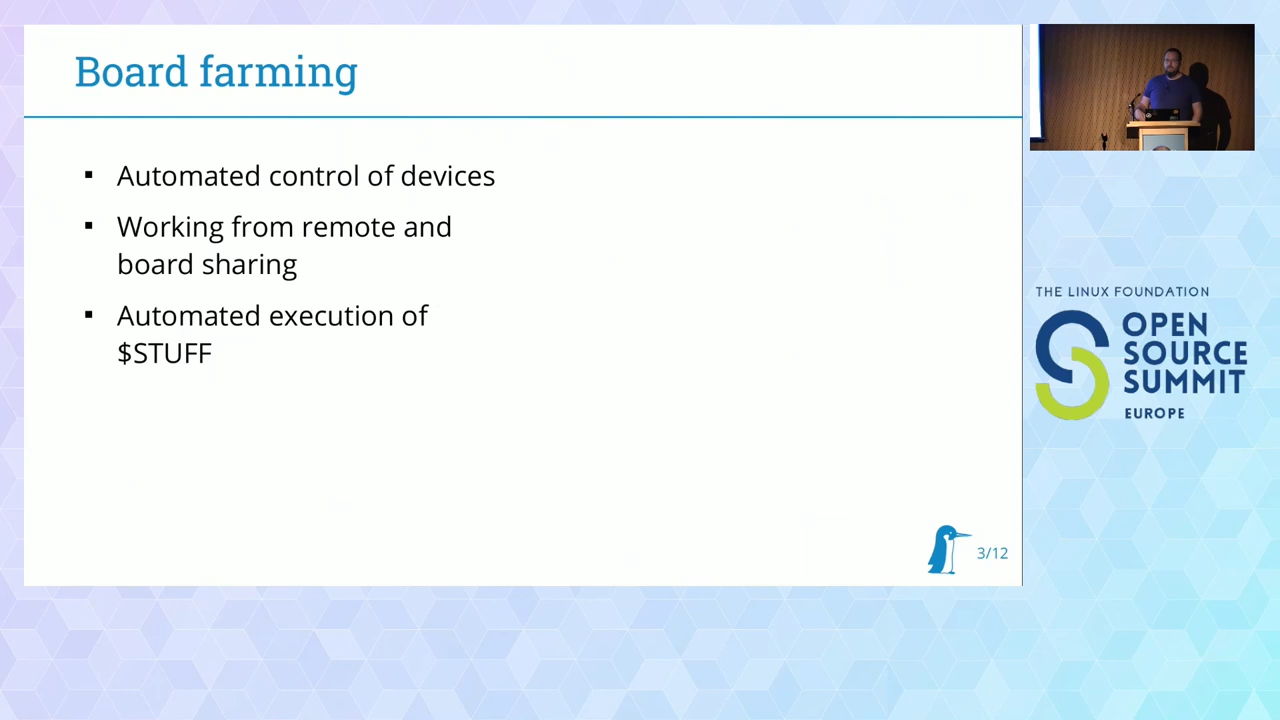 Board farming
▪ Automated control of devices
▪ Working from remote and
board sharing
▪ Automated execution of
$STUFF
3/12
THE LINUX FOUNDATION
OPEN
SOURCE
SUMMIT
EUROPE